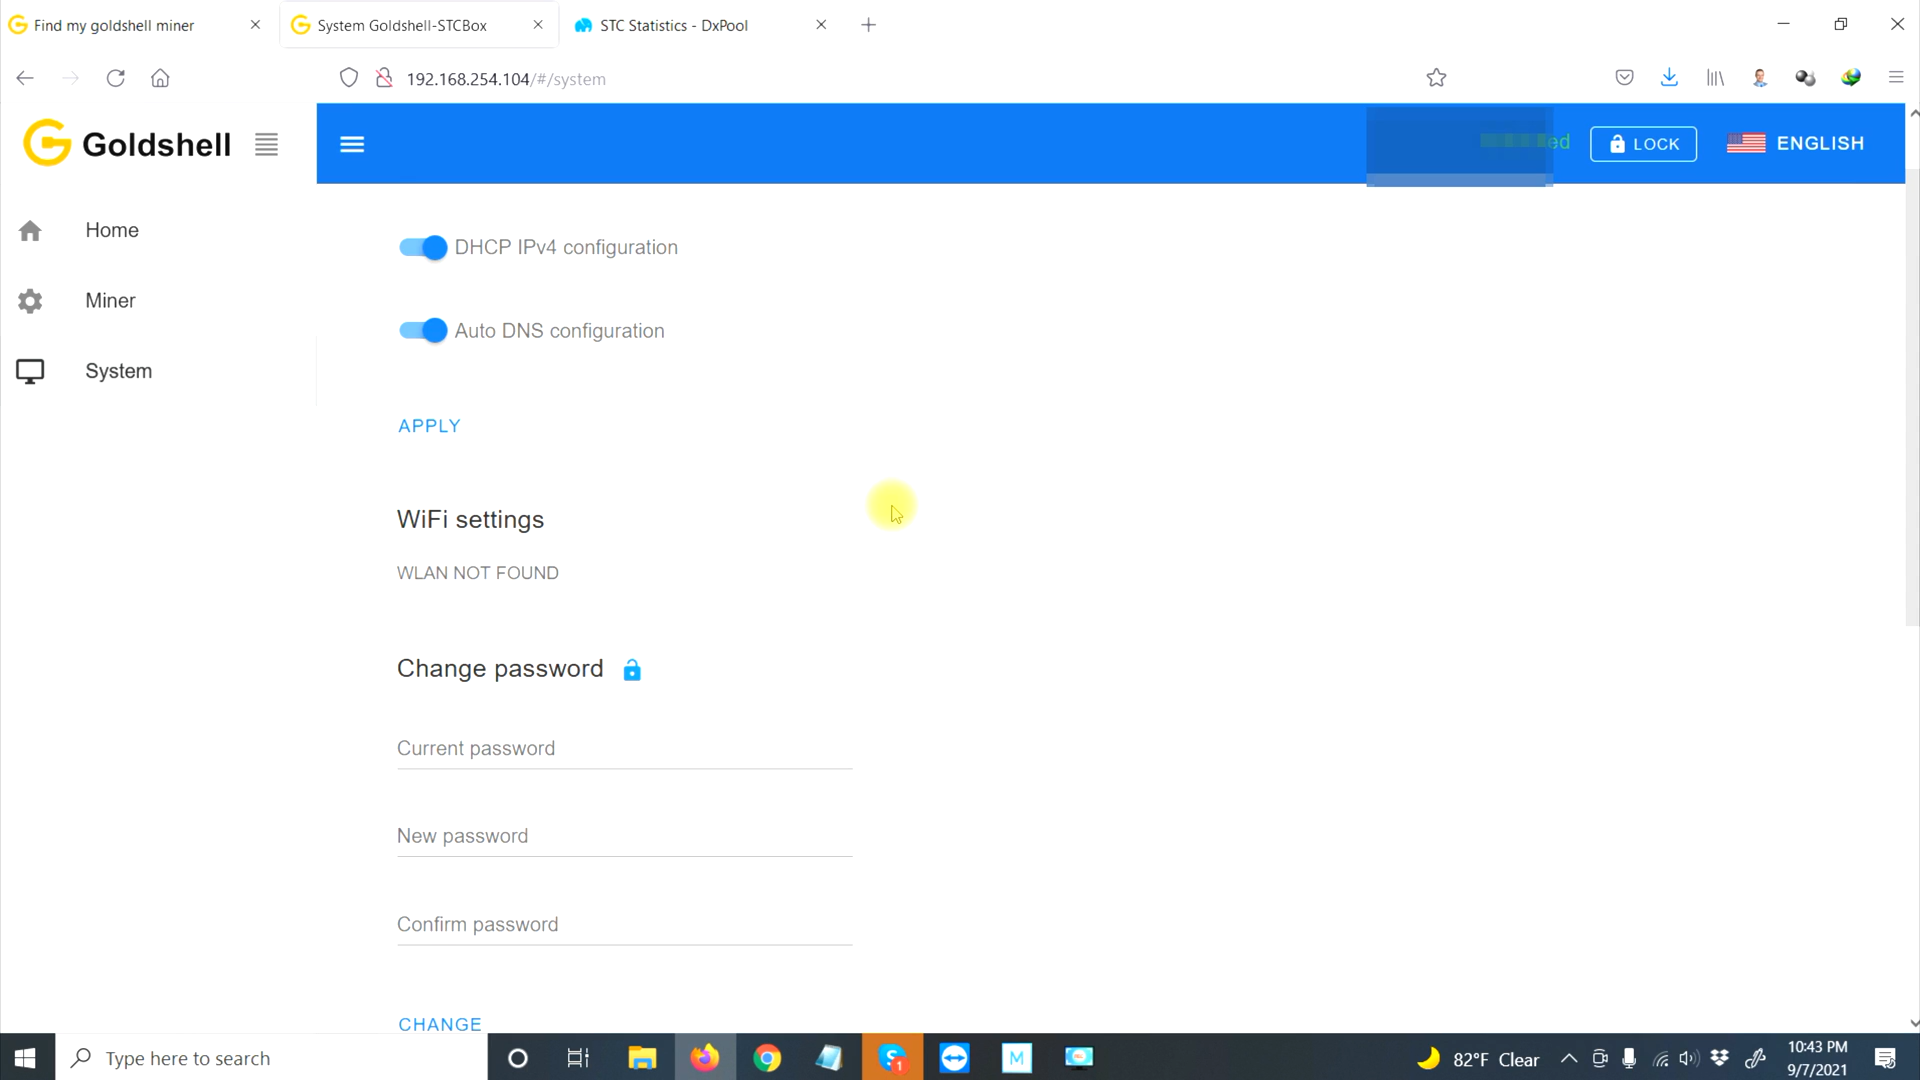 Find my goldshell miner
System Goldshell-STCBox
STC Statistics - DxPool
192.168.254.104/#/system
Goldshell
LOCK
ENGLISH
Home
Miner
System
DHCP IPv4 configuration
Auto DNS configuration
APPLY
WiFi settings
WLAN NOT FOUND
Change password
Current password
New password
Confirm password
CHANGE
Type here to search
S
1
M
82°F Clear
10:43 PM
9/7/2021